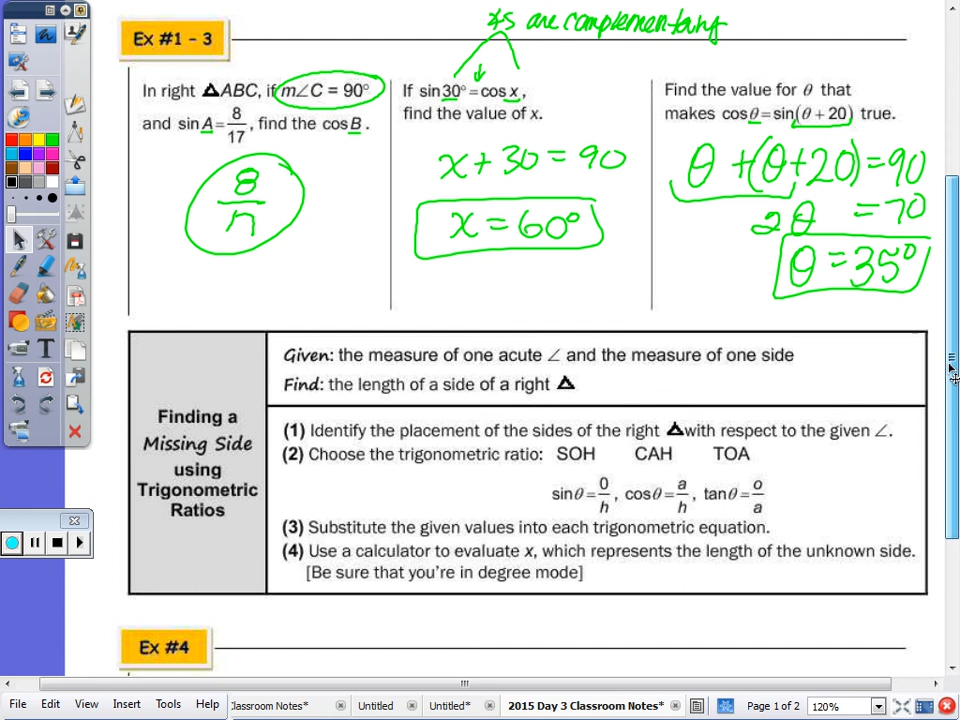 ∡s are complementary
Ex #1 – 3
In right △ABC, if m∠C = 90°
and sin A = 8/17, find the cos B.
8/17
If sin 30° = cos x,
find the value of x.
x + 30 = 90
x = 60°
Find the value for θ that
makes cosθ = sin(θ + 20) true.
θ + (θ + 20) = 90
2θ = 70
θ = 35°
Finding a
Missing Side
using
Trigonometric
Ratios
Given: the measure of one acute ∠ and the measure of one side
Find: the length of a side of a right △
(1) Identify the placement of the sides of the right △ with respect to the given ∠.
(2) Choose the trigonometric ratio: SOH CAH TOA
sinθ = o/h, cosθ = a/h, tanθ = o/a
(3) Substitute the given values into each trigonometric equation.
(4) Use a calculator to evaluate x, which represents the length of the unknown side.
[Be sure that you're in degree mode]
Ex #4
File Edit View Insert Tools Help Classroom Notes* Untitled Untitled* 2015 Day 3 Classroom Notes* Page 1 of 2 120%